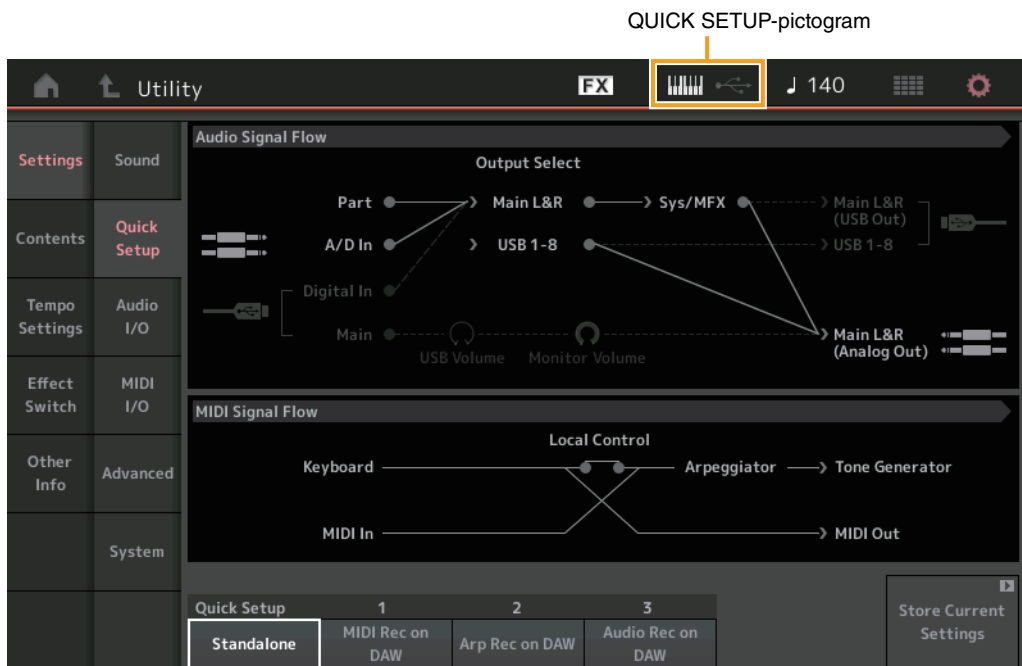 QUICK SETUP-pictogram
Utility
FX
140
Settings
Sound
Contents
Quick
Setup
Tempo
Settings
Audio
I/O
Effect
Switch
MIDI
I/O
Other
Info
Advanced
System
Audio Signal Flow
Output Select
Part
Main L&R
Sys/MFX
Main L&R
(USB Out)
A/D In
USB 1-8
USB 1-8
Digital In
Main
USB Volume
Monitor Volume
Main L&R
(Analog Out)
MIDI Signal Flow
Local Control
Keyboard
Arpeggiator
Tone Generator
MIDI In
MIDI Out
Quick Setup
1
2
3
Standalone
MIDI Rec on
DAW
Arp Rec on DAW
Audio Rec on
DAW
Store Current
Settings